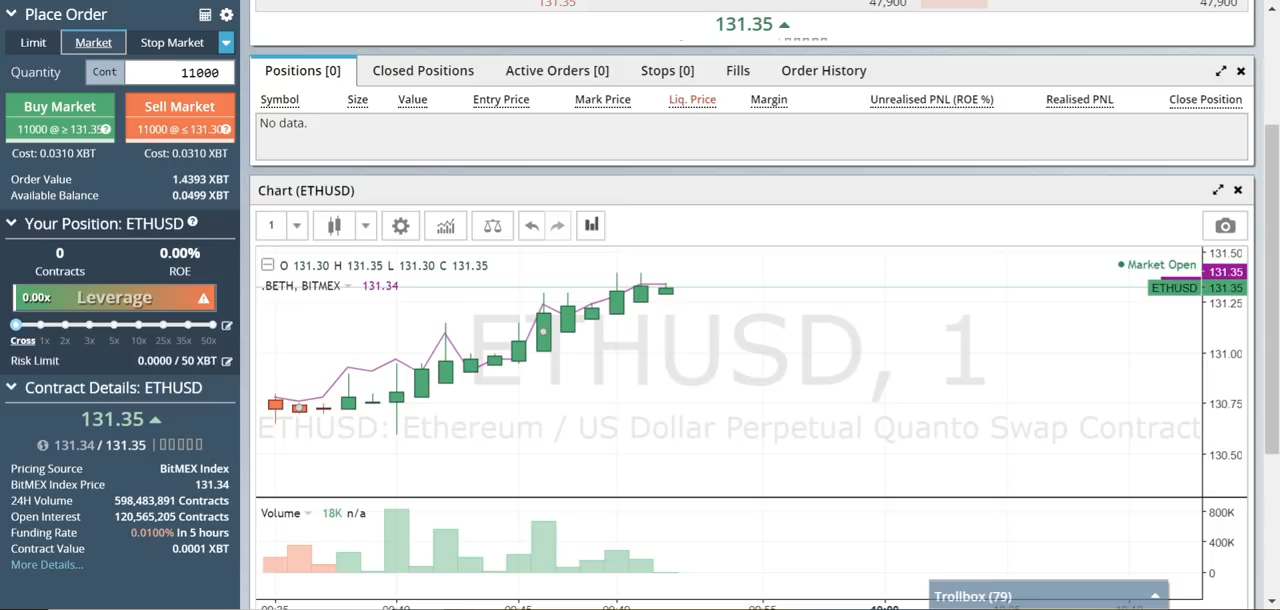 Place Order
Limit Market Stop Market
Quantity Cont 11000
Buy Market Sell Market
11000 @ ≥ 131.35 11000 @ ≤ 131.30
Cost: 0.0310 XBT Cost: 0.0310 XBT
Order Value 1.4393 XBT
Available Balance 0.0499 XBT
Your Position: ETHUSD
0 0.00%
Contracts ROE
0.00x Leverage
Cross 1x 2x 3x 5x 10x 25x 35x 50x
Risk Limit 0.0000 / 50 XBT
Contract Details: ETHUSD
131.35
131.34 / 131.35
Pricing Source BitMEX Index
BitMEX Index Price 131.34
24H Volume 598,483,891 Contracts
Open Interest 120,565,205 Contracts
Funding Rate 0.0100% In 5 hours
Contract Value 0.0001 XBT
More Details...
131.35 47,900 47,900
131.35
Positions [0] Closed Positions Active Orders [0] Stops [0] Fills Order History
Symbol Size Value Entry Price Mark Price Liq. Price Margin Unrealised PNL (ROE %) Realised PNL Close Position
No data.
Chart (ETHUSD)
1
O 131.30 H 131.35 L 131.30 C 131.35
.BETH, BITMEX 131.34
Market Open
ETHUSD, 1
ETHUSD: Ethereum / US Dollar Perpetual Quanto Swap Contract
131.50
131.35
ETHUSD 131.35
131.25
131.00
130.75
130.50
Volume 18K n/a
800K
400K
0
Trollbox (79)